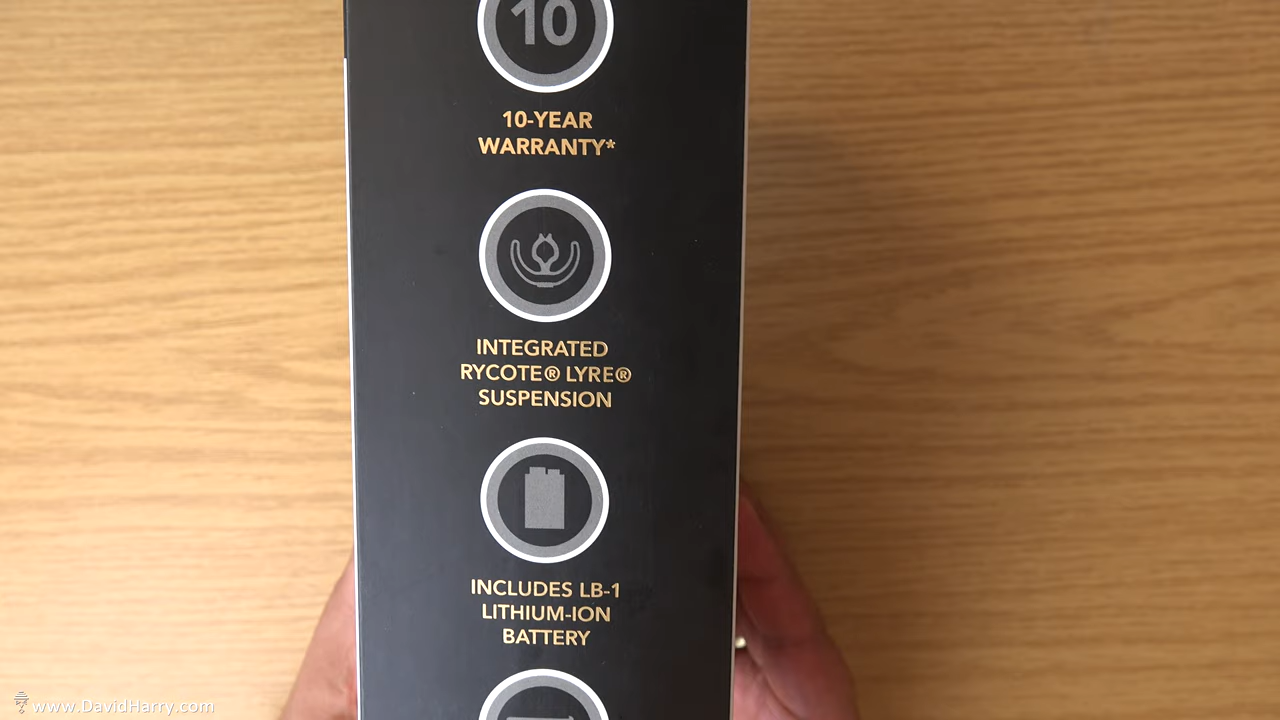 10
10-YEAR
WARRANTY*
INTEGRATED
RYCOTE® LYRE®
SUSPENSION
INCLUDES LB-1
LITHIUM-ION
BATTERY
www.DavidHarry.com